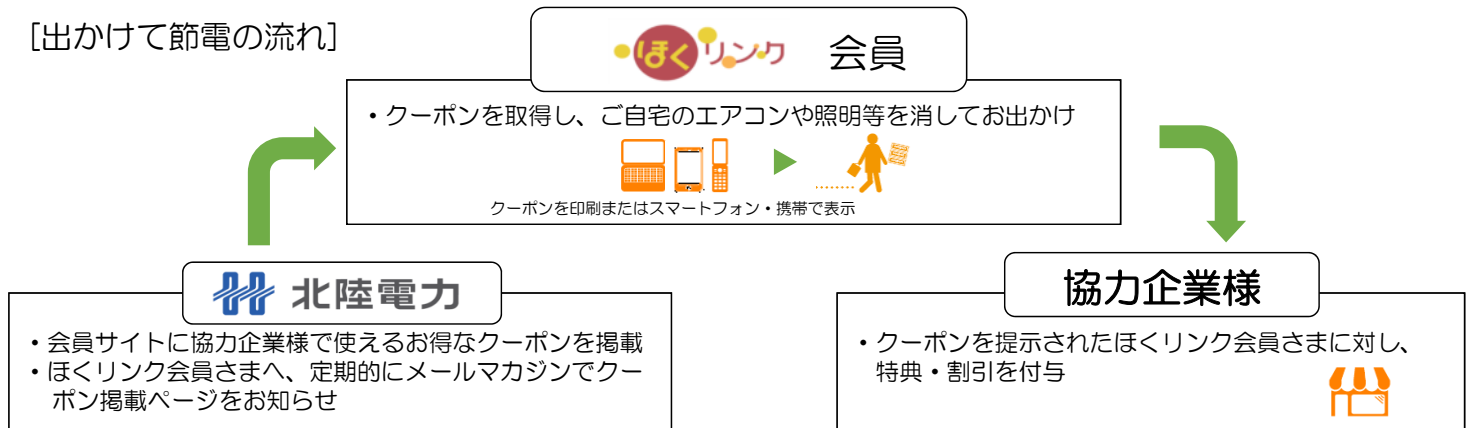 [出かけて節電の流れ]
ほくリンク 会員
・クーポンを取得し、ご自宅のエアコンや照明等を消してお出かけ
クーポンを印刷またはスマートフォン・携帯で表示
北陸電力
・会員サイトに協力企業様で使えるお得なクーポンを掲載
・ほくリンク会員さまへ、定期的にメールマカジンでクー
ポン掲載ページをお知らせ
協力企業様
・クーポンを提示されたほくリンク会員さまに対し、
特典・割引を付与